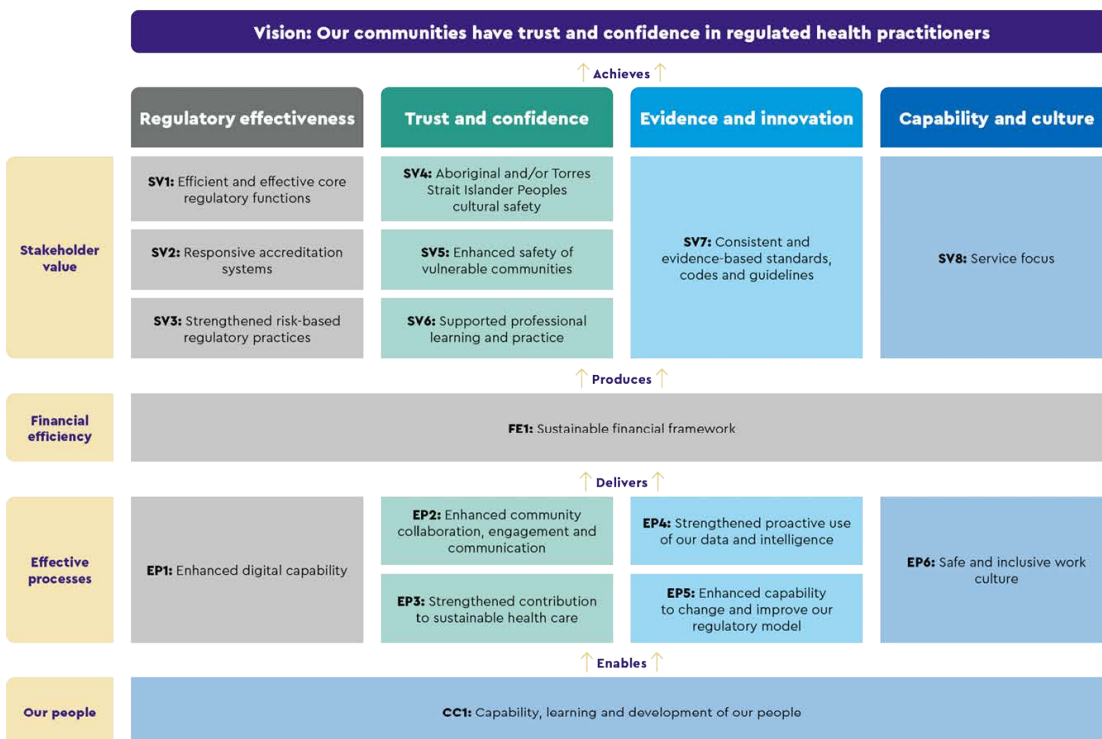 Vision: Our communities have trust and confidence in regulated health practitioners
Achieves
Regulatory effectiveness
Trust and confidence
Evidence and innovation
Capability and culture
Stakeholder
value
SV1: Efficient and effective core
regulatory functions
SV2: Responsive accreditation
systems
SV3: Strengthened risk-based
regulatory practices
SV4: Aboriginal and/or Torres
Strait Islander Peoples
cultural safety
SV5: Enhanced safety of
vulnerable communities
SV6: Supported professional
learning and practice
SV7: Consistent and
evidence-based standards,
codes and guidelines
SV8: Service focus
Produces
Financial
efficiency
FE1: Sustainable financial framework
Delivers
Effective
processes
EP1: Enhanced digital capability
EP2: Enhanced community
collaboration, engagement and
communication
EP3: Strengthened contribution
to sustainable health care
EP4: Strengthened proactive use
of our data and intelligence
EP5: Enhanced capability
to change and improve our
regulatory model
EP6: Safe and inclusive work
culture
Enables
Our people
CC1: Capability, learning and development of our people